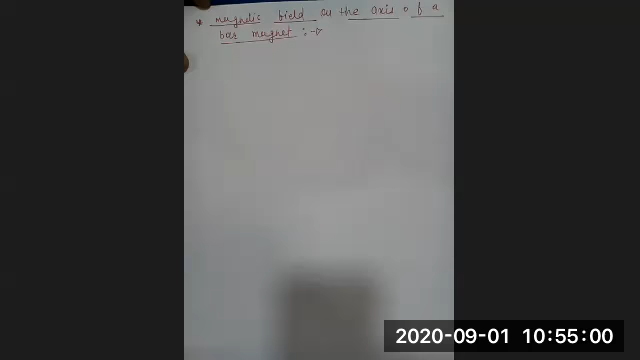 * magnetic field on the axis of a
bar magnet :->
2020-09-01 10:55:00